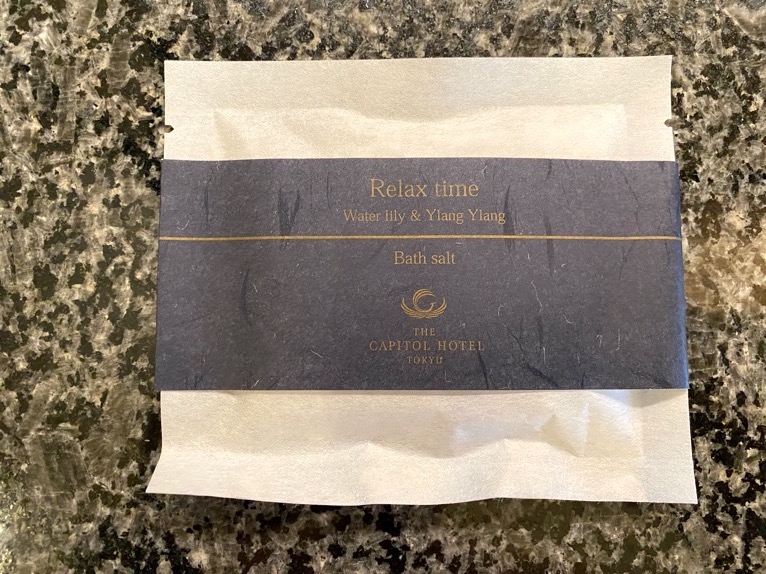 Relax time
Water lily & Ylang Ylang
Bath salt
THE
CAPITOL HOTEL
TOKYU